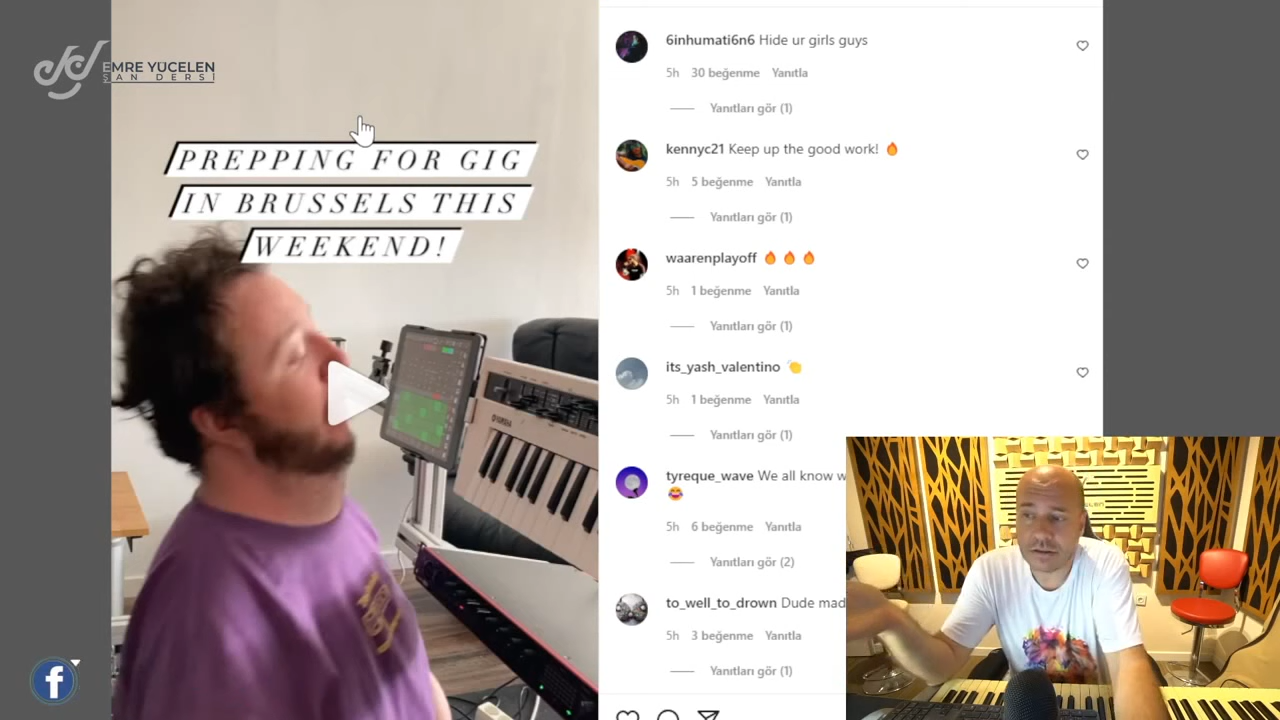 EMRE YÜCELEN
ŞAN DERSİ
PREPPING FOR GIG
IN BRUSSELS THIS
WEEKEND!
YAMAHA
6inhumati6n6 Hide ur girls guys
5h 30 beğenme Yanıtla
Yanıtları gör (1)
kennyc21 Keep up the good work! 🔥
5h 5 beğenme Yanıtla
Yanıtları gör (1)
waarenplayoff 🔥 🔥 🔥
5h 1 beğenme Yanıtla
Yanıtları gör (1)
its_yash_valentino 👏
5h 1 beğenme Yanıtla
Yanıtları gör (1)
tyreque_wave We all know w
😂
5h 6 beğenme Yanıtla
Yanıtları gör (2)
to_well_to_drown Dude mad
5h 3 beğenme Yanıtla
Yanıtları gör (1)